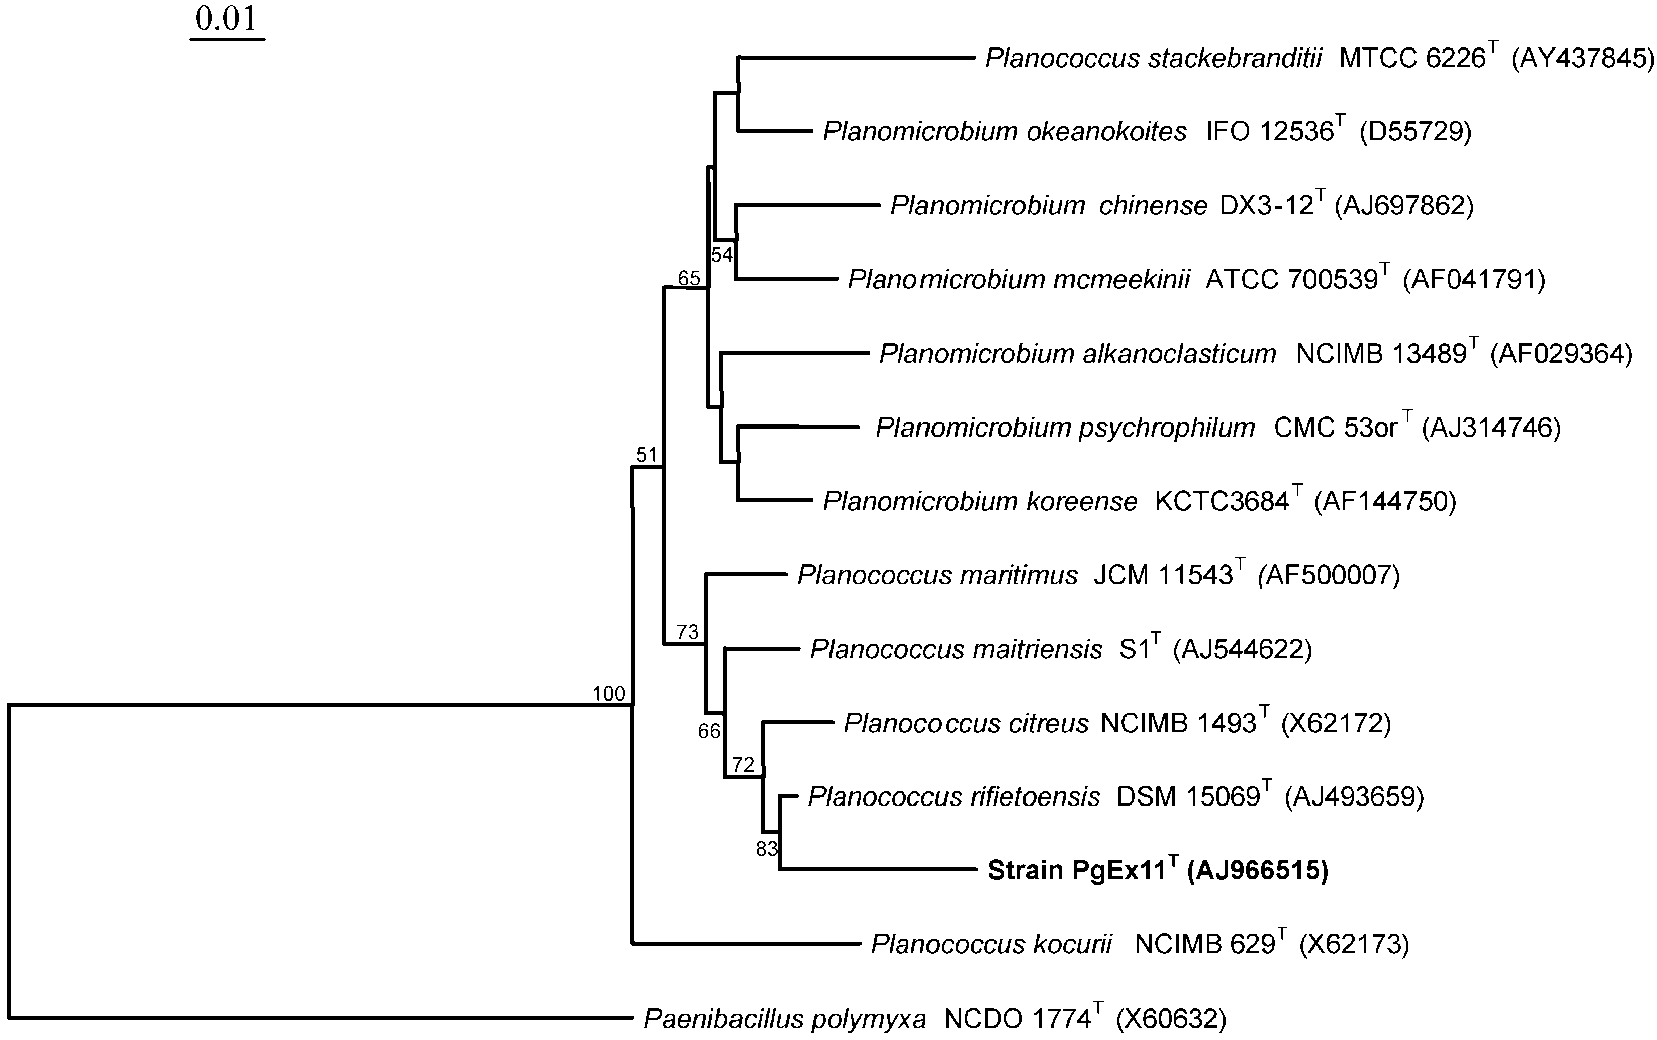 0.01
Planococcus stackebranditii MTCC 6226T (AY437845)
Planomicrobium okeanokoites IFO 12536T (D55729)
Planomicrobium chinense DX3-12T (AJ697862)
54
Planomicrobium mcmeekinii ATCC 700539T (AF041791)
65
Planomicrobium alkanoclasticum NCIMB 13489T (AF029364)
Planomicrobium psychrophilum CMC 53orT (AJ314746)
51
Planomicrobium koreense KCTC3684T (AF144750)
Planococcus maritimus JCM 11543T (AF500007)
73
Planococcus maitriensis S1T (AJ544622)
100
Planococcus citreus NCIMB 1493T (X62172)
66
72
Planococcus rifietoensis DSM 15069T (AJ493659)
83
Strain PgEx11T (AJ966515)
Planococcus kocurii NCIMB 629T (X62173)
Paenibacillus polymyxa NCDO 1774T (X60632)